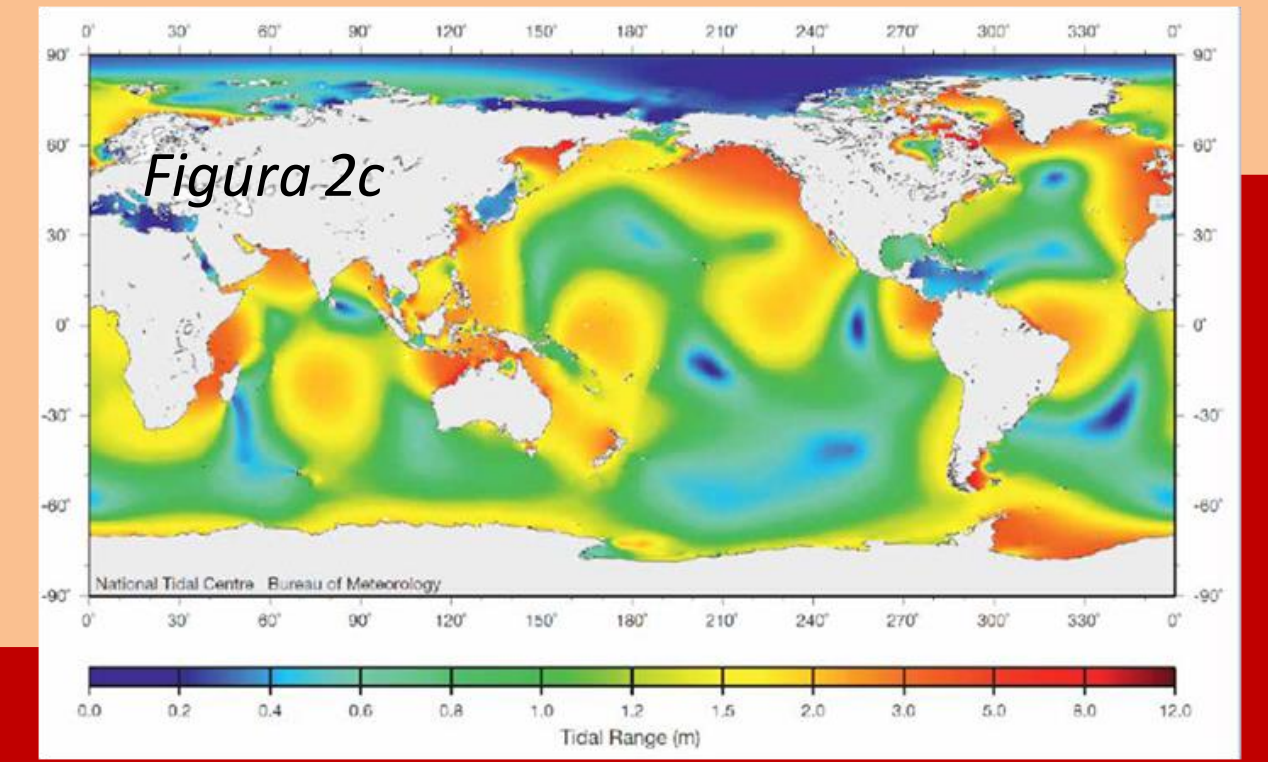 0° 30° 60° 90° 120° 150° 180° 210° 240° 270° 300° 330° 0°
90° 90°
60° 60°
Figura 2c
30° 30°
0° 0°
-30° -30°
-60° -60°
National Tidal Centre Bureau of Meteorology
-90° -90°
0° 30° 60° 90° 120° 150° 180° 210° 240° 270° 300° 330° 0°
0.0 0.2 0.4 0.6 0.8 1.0 1.2 1.5 2.0 3.0 5.0 8.0 12.0
Tidal Range (m)